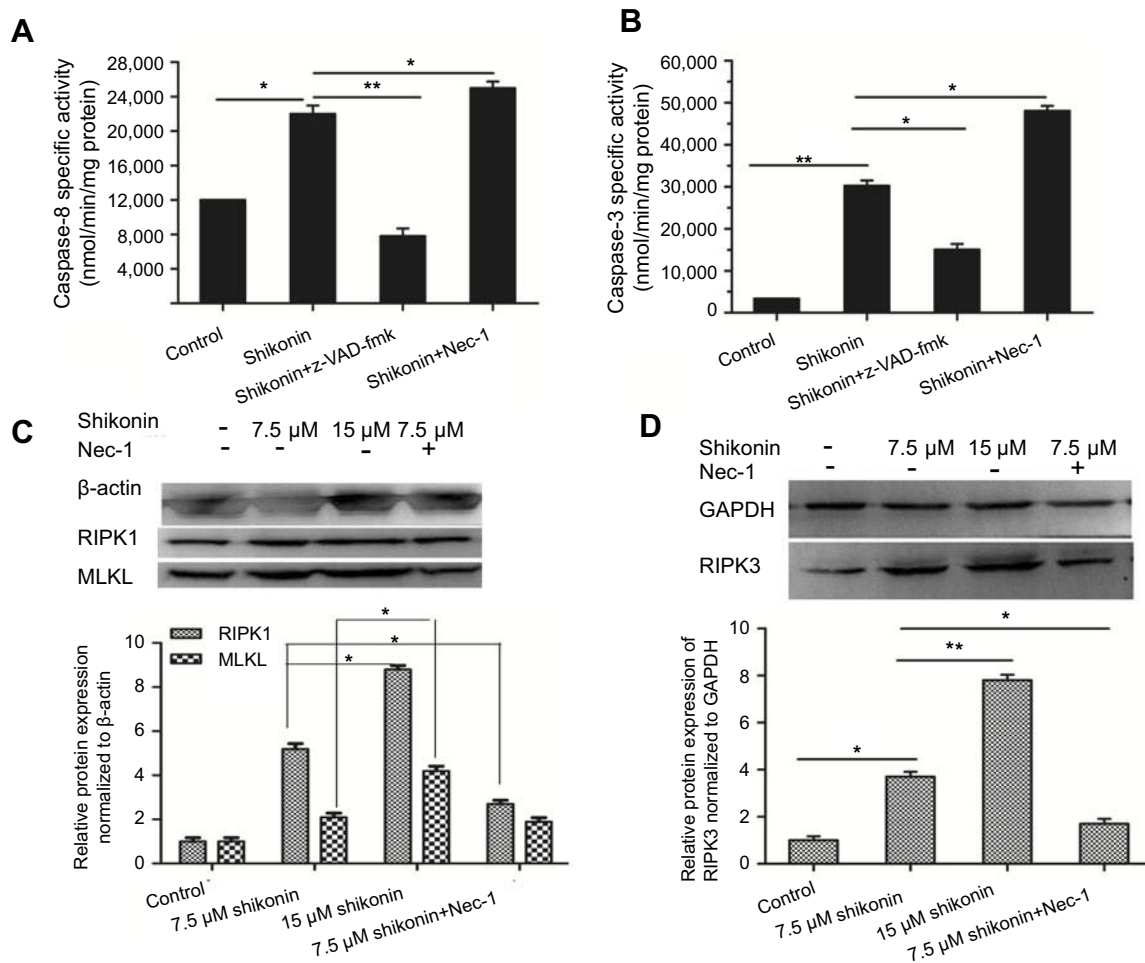 A
Caspase-8 specific activity
(nmol/min/mg protein)
28,000
24,000
20,000
16,000
12,000
8,000
4,000
*
**
*
Control
Shikonin
Shikonin+z-VAD-fmk
Shikonin+Nec-1
B
Caspase-3 specific activity
(nmol/min/mg protein)
60,000
50,000
40,000
30,000
20,000
10,000
0
**
*
*
Control
Shikonin
Shikonin+z-VAD-fmk
Shikonin+Nec-1
C
Shikonin - 7.5 µM 15 µM 7.5 µM
Nec-1 - - - +
β-actin
RIPK1
MLKL
Relative protein expression
normalized to β-actin
10
8
6
4
2
0
RIPK1
MLKL
*
*
*
Control
7.5 µM shikonin
15 µM shikonin
7.5 µM shikonin+Nec-1
D
Shikonin - 7.5 µM 15 µM 7.5 µM
Nec-1 - - - +
GAPDH
RIPK3
Relative protein expression of
RIPK3 normalized to GAPDH
10
8
6
4
2
0
*
**
*
Control
7.5 µM shikonin
15 µM shikonin
7.5 µM shikonin+Nec-1